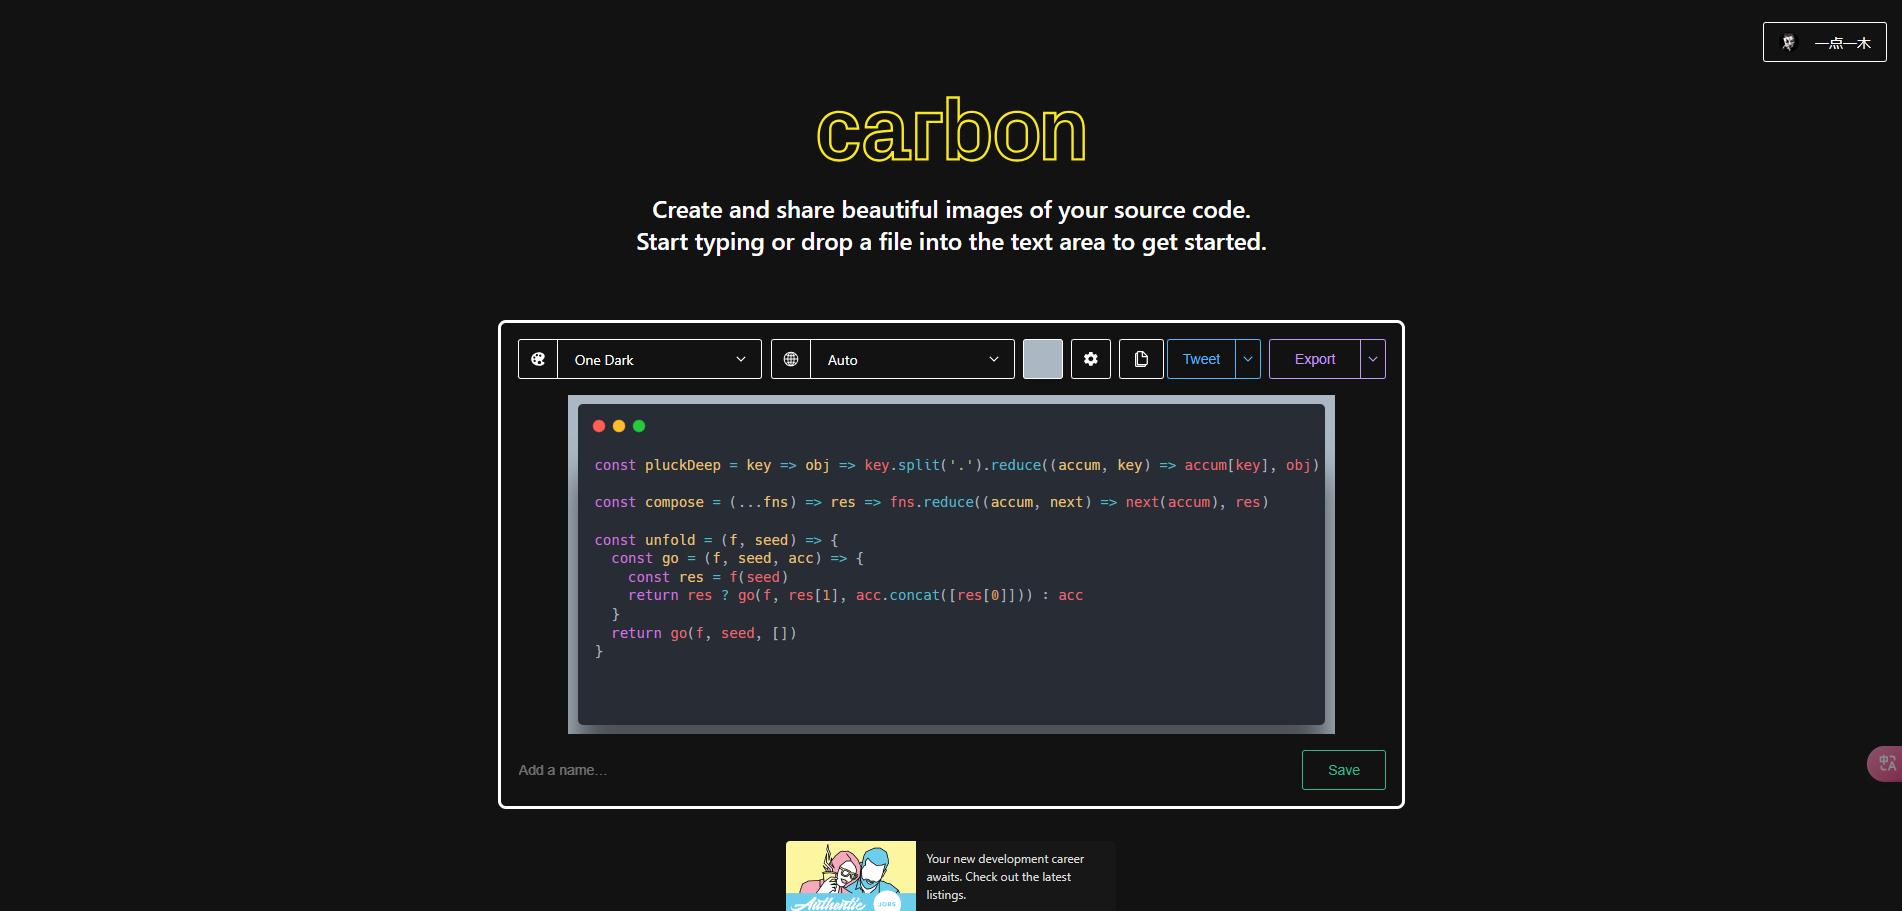 一点一木
carbon
Create and share beautiful images of your source code.
Start typing or drop a file into the text area to get started.
One Dark
Auto
Tweet
Export
const pluckDeep = key => obj => key.split('.').reduce((accum, key) => accum[key], obj)
const compose = (...fns) => res => fns.reduce((accum, next) => next(accum), res)
const unfold = (f, seed) => {
  const go = (f, seed, acc) => {
    const res = f(seed)
    return res ? go(f, res[1], acc.concat([res[0]])) : acc
  }
  return go(f, seed, [])
}
Add a name...
Save
中A
Your new development career
awaits. Check out the latest
listings.
Authentic
JOBS